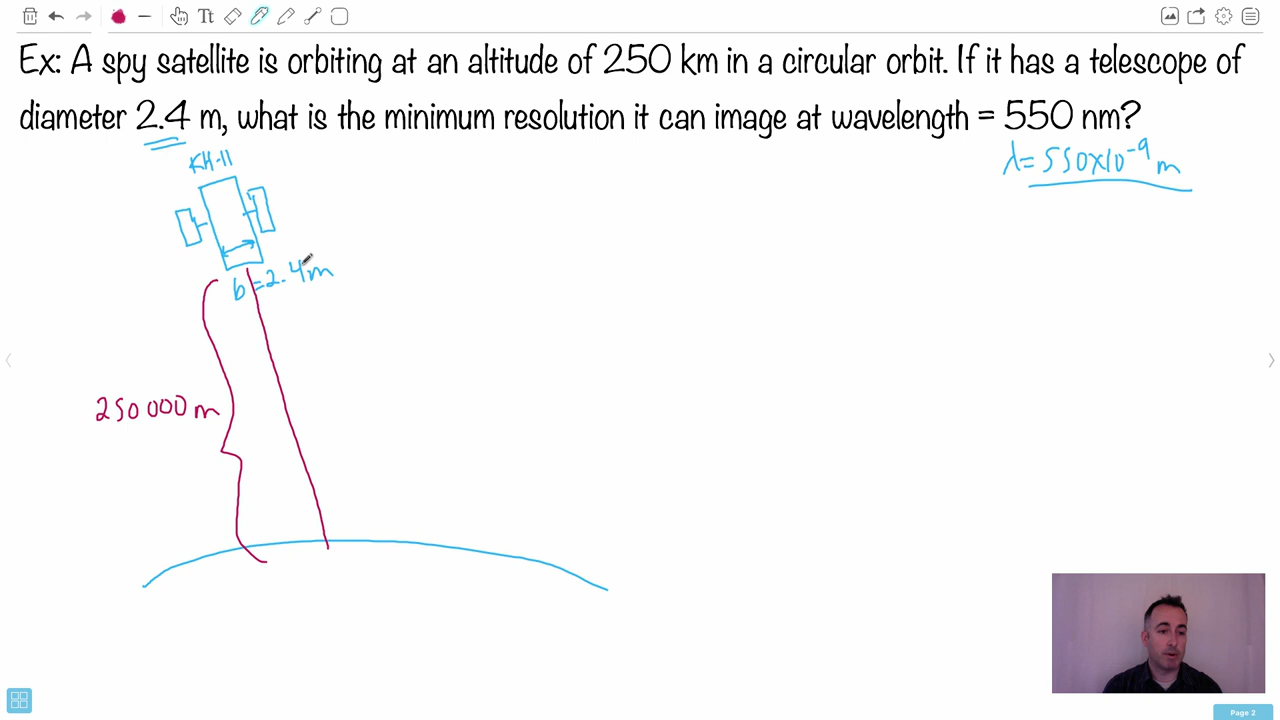 Tt
Ex: A spy satellite is orbiting at an altitude of 250 km in a circular orbit. If it has a telescope of
diameter 2.4 m, what is the minimum resolution it can image at wavelength = 550 nm?
λ=550x10⁻⁹ m
KH-11
b=2.4m
250 000 m
Page 2